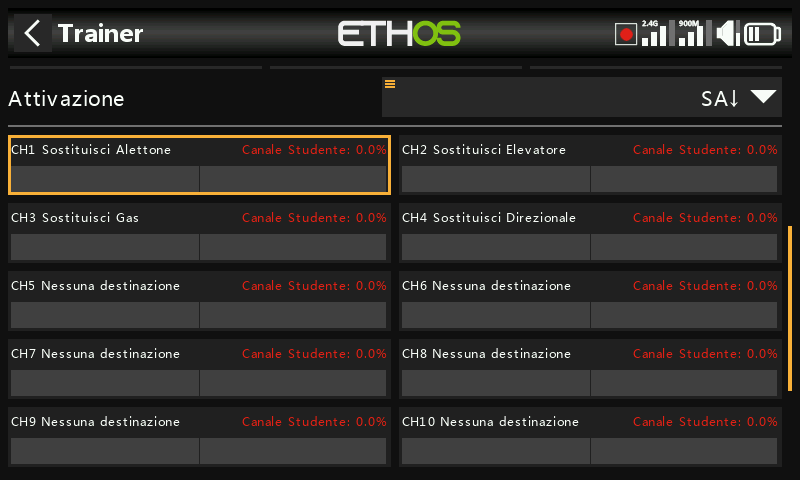 Trainer
ETHOS
2.4G
900M
Attivazione
SA↓
CH1 Sostituisci Alettone
Canale Studente: 0.0%
CH2 Sostituisci Elevatore
Canale Studente: 0.0%
CH3 Sostituisci Gas
Canale Studente: 0.0%
CH4 Sostituisci Direzionale
Canale Studente: 0.0%
CH5 Nessuna destinazione
Canale Studente: 0.0%
CH6 Nessuna destinazione
Canale Studente: 0.0%
CH7 Nessuna destinazione
Canale Studente: 0.0%
CH8 Nessuna destinazione
Canale Studente: 0.0%
CH9 Nessuna destinazione
Canale Studente: 0.0%
CH10 Nessuna destinazione
Canale Studente: 0.0%